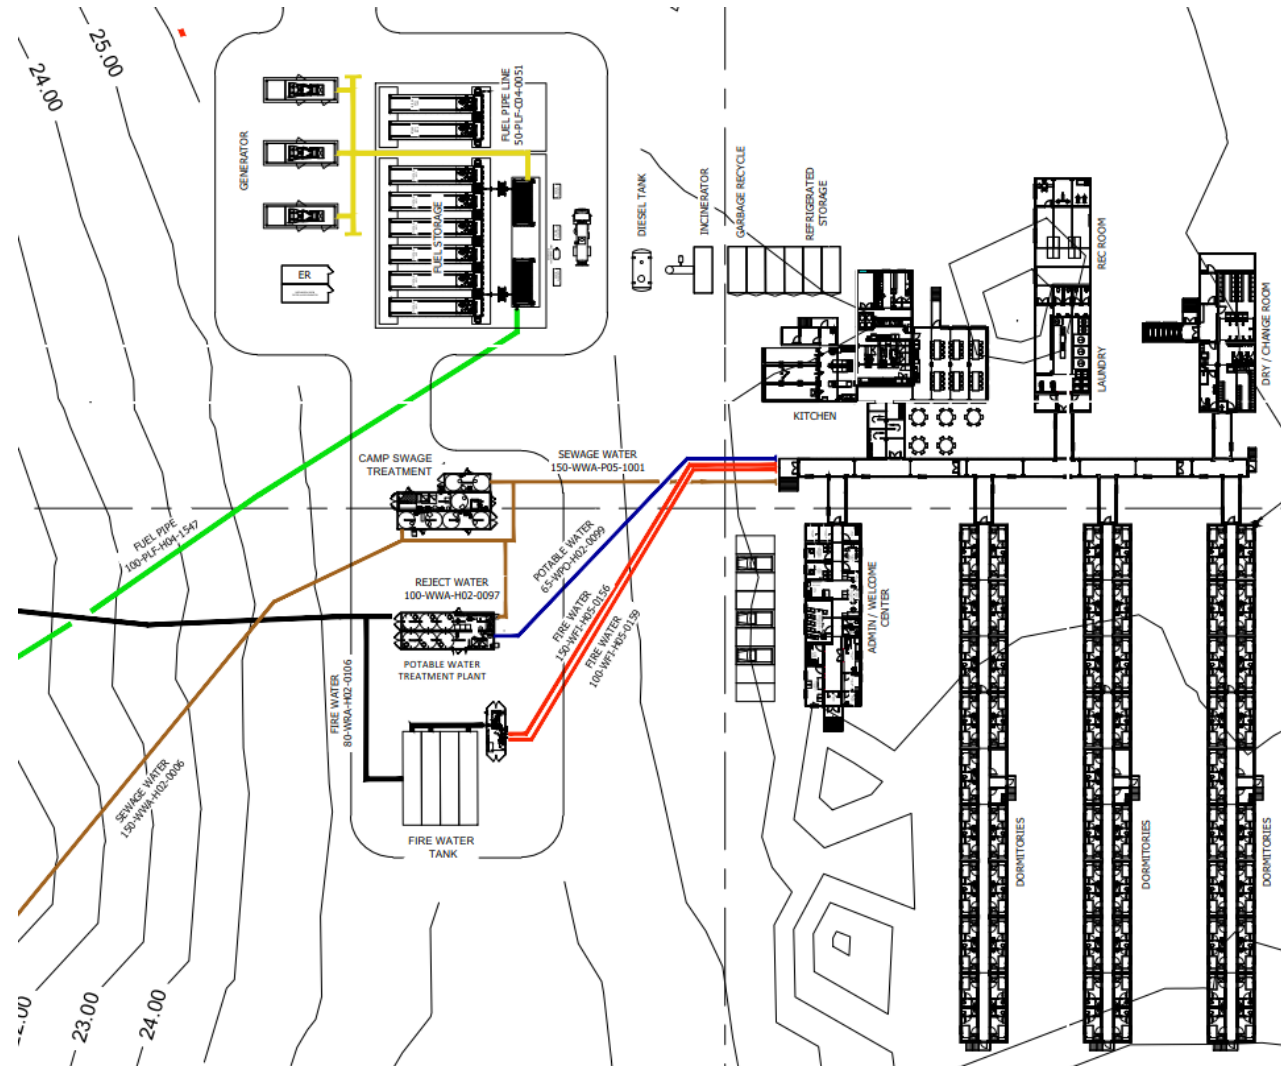 24.00
25.00
GENERATOR
ER
FUEL STORAGE
FUEL PIPE LINE
50-PLF-C04-0051
DIESEL TANK
INCINERATOR
GARBAGE RECYCLE
REFRIGERATED
STORAGE
REC ROOM
LAUNDRY
DRY / CHANGE ROOM
KITCHEN
CAMP SWAGE
TREATMENT
SEWAGE WATER
150-WWA-P05-1001
FUEL PIPE
100-PLF-H04-1547
REJECT WATER
100-WWA-H02-0097
POTABLE WATER
65-WPO-H02-0099
FIRE WATER
150-WFI-H05-0156
FIRE WATER
100-WFI-H05-0159
ADMIN / WELCOME
CENTER
POTABLE WATER
TREATMENT PLANT
FIRE WATER
80-WRA-H02-0106
SEWAGE WATER
150-WWA-H02-0006
FIRE WATER
TANK
DORMITORIES
DORMITORIES
DORMITORIES
23.00
24.00